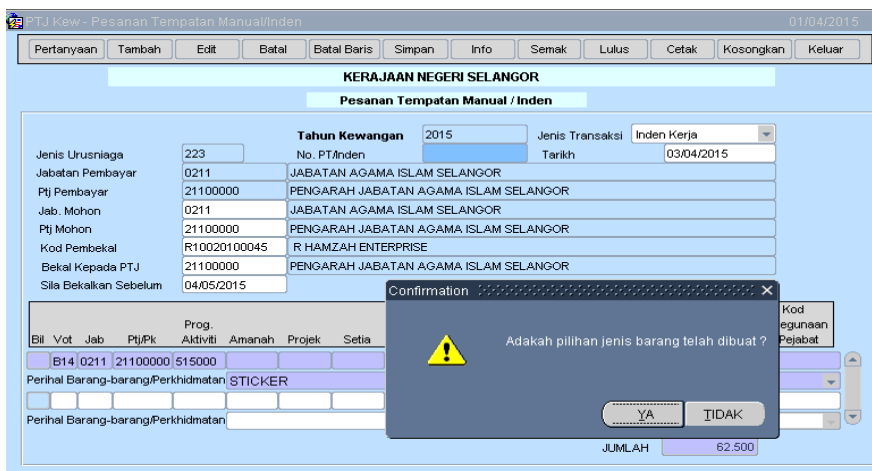 PTJ Kew - Pesanan Tempatan Manual/Inden 01/04/2015
Pertanyaan Tambah Edit Batal Batal Baris Simpan Info Semak Lulus Cetak Kosongkan Keluar
KERAJAAN NEGERI SELANGOR
Pesanan Tempatan Manual / Inden
Tahun Kewangan 2015 Jenis Transaksi Inden Kerja
Jenis Urusniaga 223 No. PT/Inden Tarikh 03/04/2015
Jabatan Pembayar 0211 JABATAN AGAMA ISLAM SELANGOR
Ptj Pembayar 21100000 PENGARAH JABATAN AGAMA ISLAM SELANGOR
Jab. Mohon 0211 JABATAN AGAMA ISLAM SELANGOR
Ptj Mohon 21100000 PENGARAH JABATAN AGAMA ISLAM SELANGOR
Kod Pembekal R10020100045 R HAMZAH ENTERPRISE
Bekal Kepada PTJ 21100000 PENGARAH JABATAN AGAMA ISLAM SELANGOR
Sila Bekalkan Sebelum 04/05/2015
Confirmation
Adakah pilihan jenis barang telah dibuat ?
YA TIDAK
Kod
egunaan
Pejabat
Prog.
Bil Vot Jab Ptj/Pk Aktiviti Amanah Projek Setia
B14 0211 21100000 515000
Perihal Barang-barang/Perkhidmatan STICKER
Perihal Barang-barang/Perkhidmatan
JUMLAH 62.500